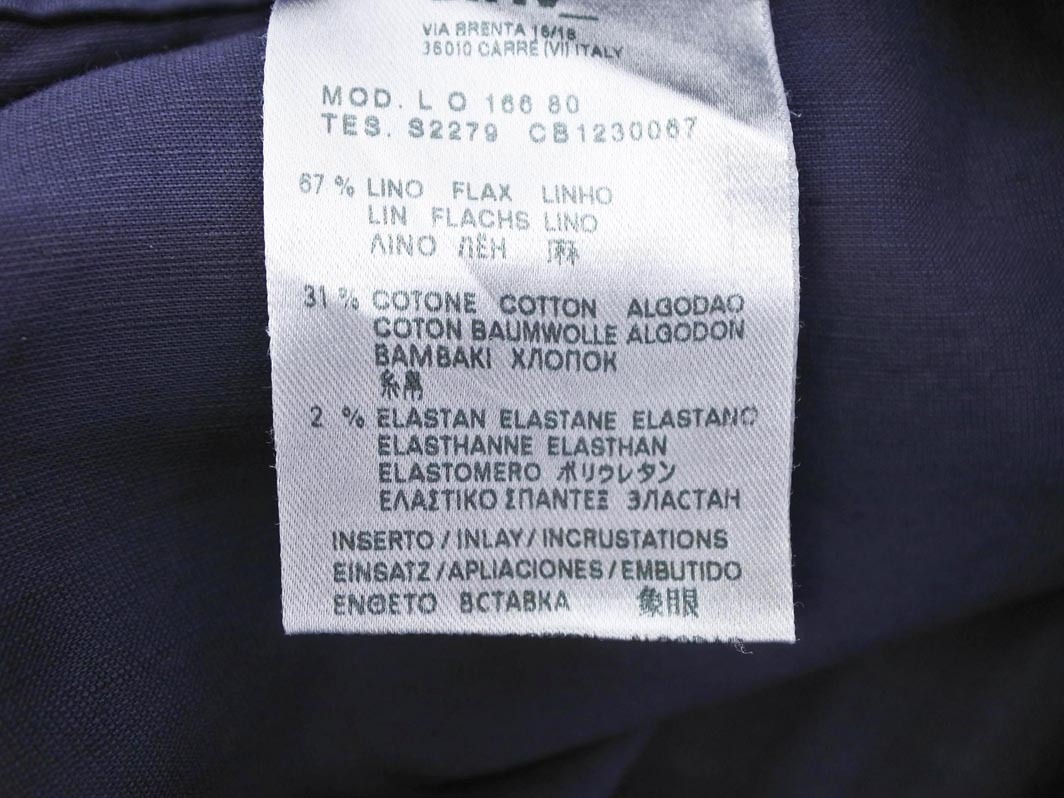 VIA BRENTA 16/18
36010 CARRÈ (VI) ITALY
MOD. L O 166 80
TES. S2279 CB1230067
67 % LINO FLAX LINHO
LIN FLACHS LINO
ΛΙΝΟ ЛЁН 麻
31 % COTONE COTTON ALGODAO
COTON BAUMWOLLE ALGODON
BAMBAKI ХЛОПОК
綿
2 % ELASTAN ELASTANE ELASTANO
ELASTHANNE ELASTHAN
ELASTOMERO ポリウレタン
ΕΛΑΣΤΙΚΟ ΣΠΑΝΤΕΞ ЗЛАСТАН
INSERTO / INLAY / INCRUSTATIONS
EINSATZ / APLIACIONES / EMBUTIDO
ΕΝΘΕΤΟ ВСТАВКА 象眼